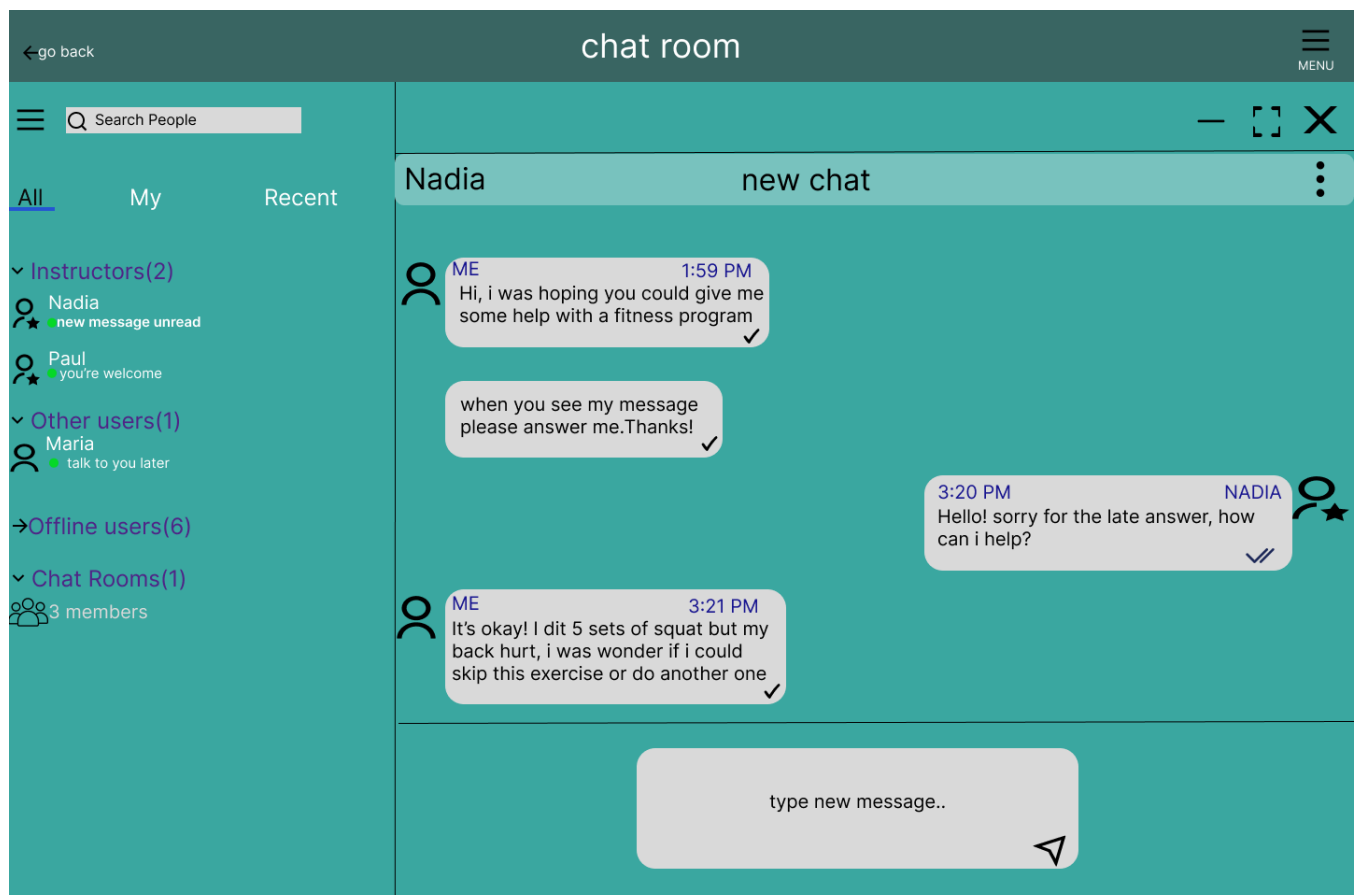 go back
chat room
MENU
Search People
All My Recent
Instructors(2)
Nadia
new message unread
Paul
you're welcome
Other users(1)
Maria
talk to you later
Offline users(6)
Chat Rooms(1)
3 members
Nadia new chat
ME 1:59 PM
Hi, i was hoping you could give me
some help with a fitness program
when you see my message
please answer me.Thanks!
3:20 PM NADIA
Hello! sorry for the late answer, how
can i help?
ME 3:21 PM
It's okay! I dit 5 sets of squat but my
back hurt, i was wonder if i could
skip this exercise or do another one
type new message..